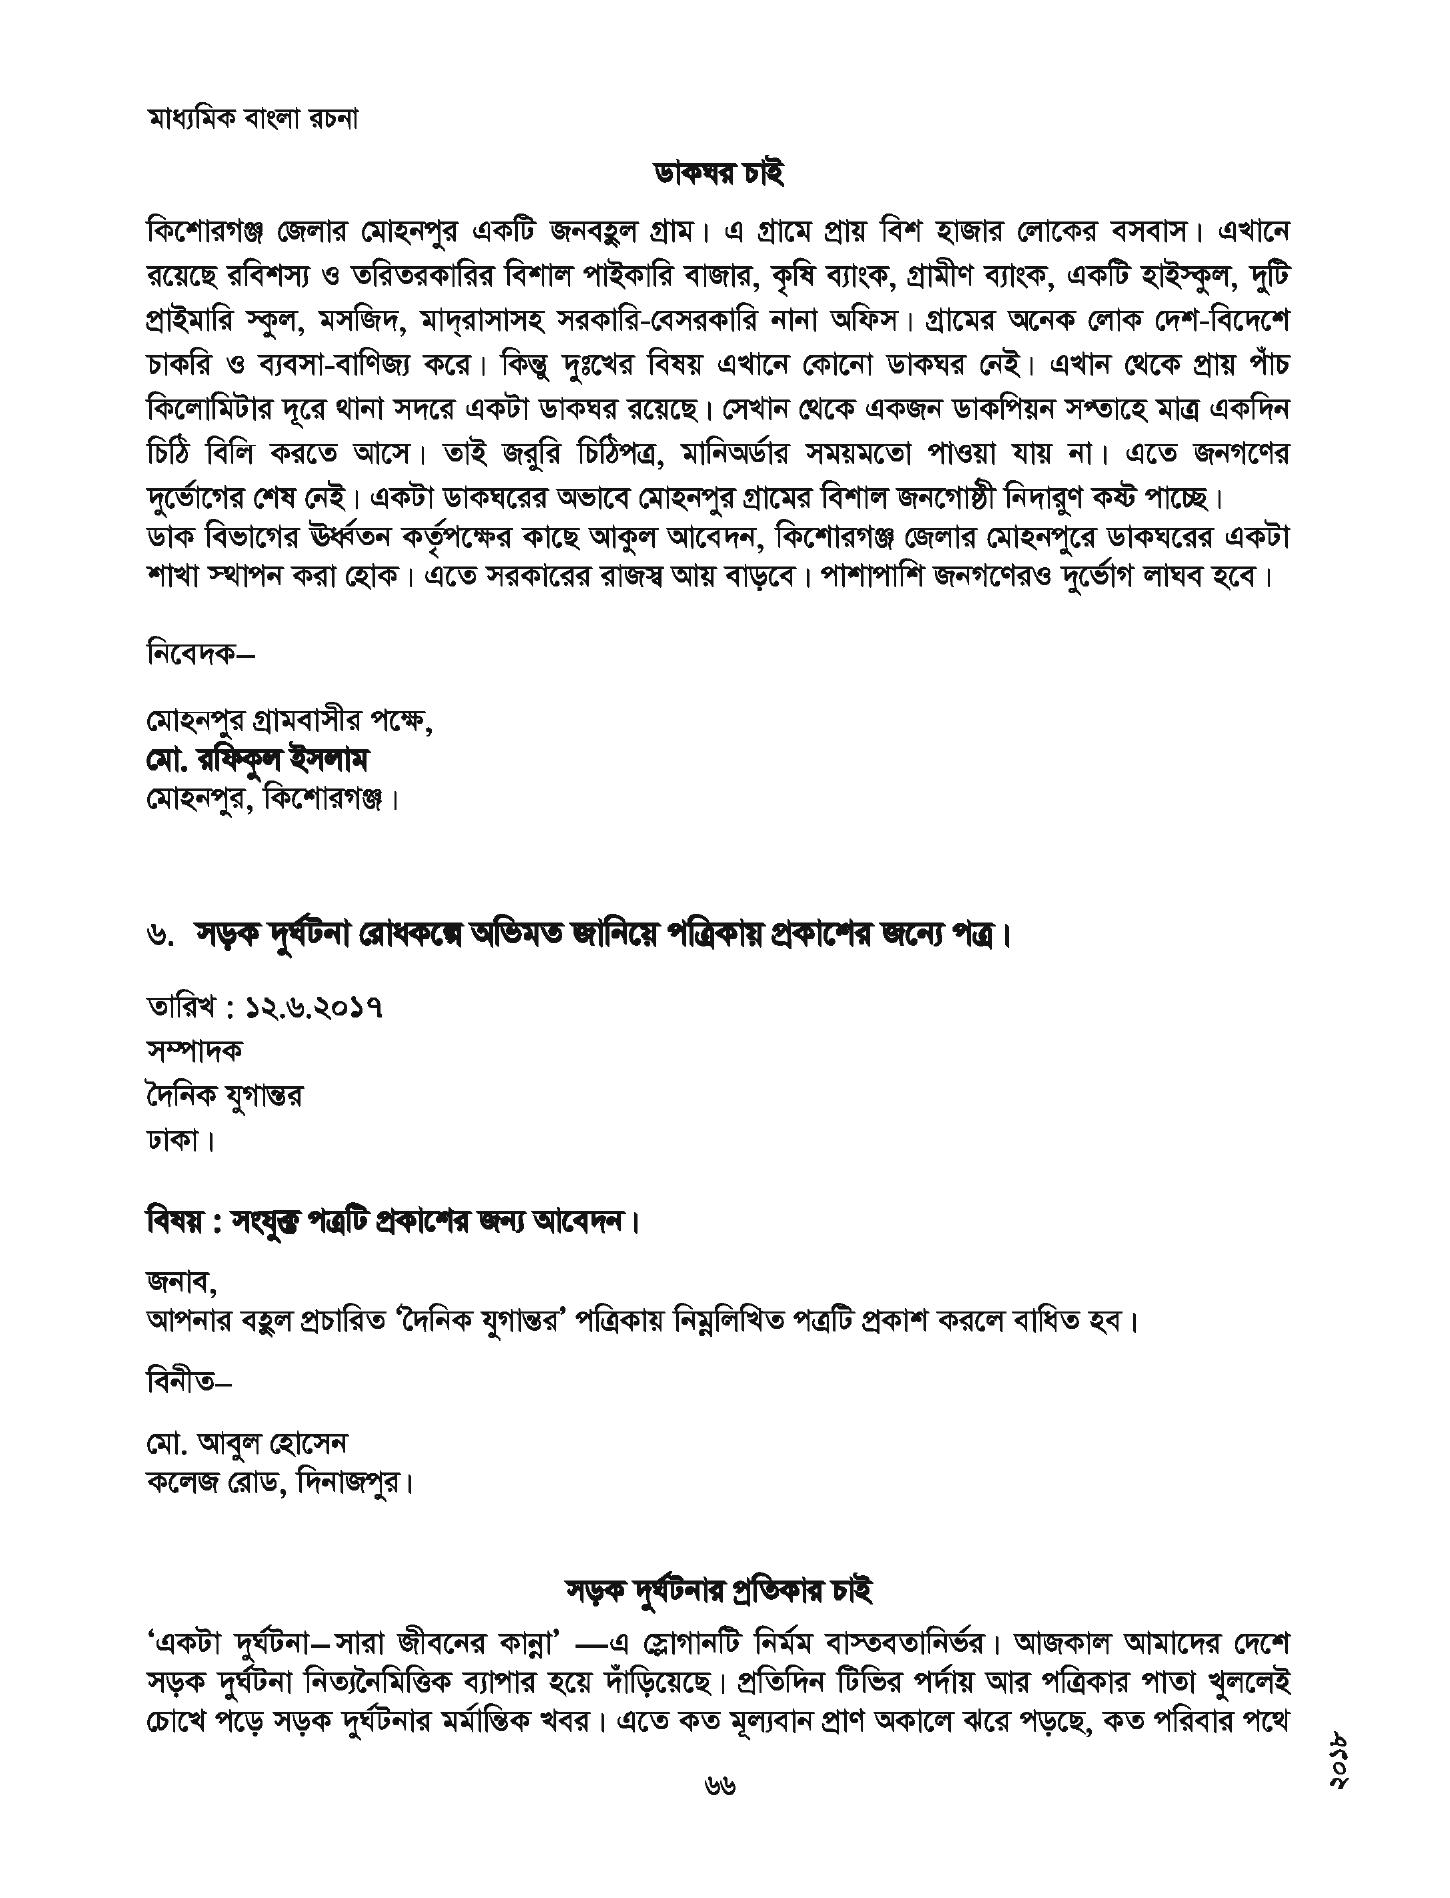 মাধ্যমিক বাংলা রচনা
ডাকঘর চাই
কিশোরগঞ্জ জেলার মোহনপুর একটি জনবহুল গ্রাম। এ গ্রামে প্রায় বিশ হাজার লোকের বসবাস। এখানে
রয়েছে রবিশস্য ও তরিতরকারির বিশাল পাইকারি বাজার, কৃষি ব্যাংক, গ্রামীণ ব্যাংক, একটি হাইস্কুল, দুটি
প্রাইমারি স্কুল, মসজিদ, মাদ্‌রাসাসহ সরকারি-বেসরকারি নানা অফিস। গ্রামের অনেক লোক দেশ-বিদেশে
চাকরি ও ব্যবসা-বাণিজ্য করে। কিন্তু দুঃখের বিষয় এখানে কোনো ডাকঘর নেই। এখান থেকে প্রায় পাঁচ
কিলোমিটার দূরে থানা সদরে একটা ডাকঘর রয়েছে। সেখান থেকে একজন ডাকপিয়ন সপ্তাহে মাত্র একদিন
চিঠি বিলি করতে আসে। তাই জরুরি চিঠিপত্র, মানিঅর্ডার সময়মতো পাওয়া যায় না। এতে জনগণের
দুর্ভোগের শেষ নেই। একটা ডাকঘরের অভাবে মোহনপুর গ্রামের বিশাল জনগোষ্ঠী নিদারুণ কষ্ট পাচ্ছে।
ডাক বিভাগের ঊর্ধ্বতন কর্তৃপক্ষের কাছে আকুল আবেদন, কিশোরগঞ্জ জেলার মোহনপুরে ডাকঘরের একটা
শাখা স্থাপন করা হোক। এতে সরকারের রাজস্ব আয় বাড়বে। পাশাপাশি জনগণেরও দুর্ভোগ লাঘব হবে।
নিবেদক–
মোহনপুর গ্রামবাসীর পক্ষে,
মো. রফিকুল ইসলাম
মোহনপুর, কিশোরগঞ্জ।
৬. সড়ক দুর্ঘটনা রোধকল্পে অভিমত জানিয়ে পত্রিকায় প্রকাশের জন্যে পত্র।
তারিখ : ১২.৬.২০১৭
সম্পাদক
দৈনিক যুগান্তর
ঢাকা।
বিষয় : সংযুক্ত পত্রটি প্রকাশের জন্য আবেদন।
জনাব,
আপনার বহুল প্রচারিত ‘দৈনিক যুগান্তর’ পত্রিকায় নিম্নলিখিত পত্রটি প্রকাশ করলে বাধিত হব।
বিনীত–
মো. আবুল হোসেন
কলেজ রোড, দিনাজপুর।
সড়ক দুর্ঘটনার প্রতিকার চাই
‘একটা দুর্ঘটনা–সারা জীবনের কান্না’ —এ স্লোগানটি নির্মম বাস্তবতানির্ভর। আজকাল আমাদের দেশে
সড়ক দুর্ঘটনা নিত্যনৈমিত্তিক ব্যাপার হয়ে দাঁড়িয়েছে। প্রতিদিন টিভির পর্দায় আর পত্রিকার পাতা খুললেই
চোখে পড়ে সড়ক দুর্ঘটনার মর্মান্তিক খবর। এতে কত মূল্যবান প্রাণ অকালে ঝরে পড়ছে, কত পরিবার পথে
৬৬
২০১৮